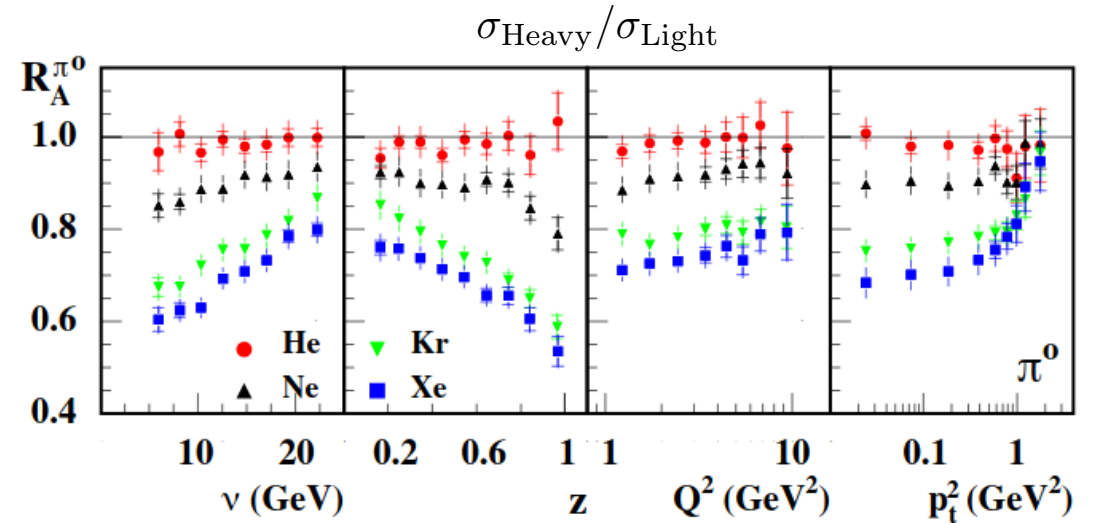 σHeavy/σLight
R_A^π⁰
1.0
0.8
0.6
0.4
He
Ne
Kr
Xe
π⁰
10 20
0.2 0.6 1
1 10
0.1 1
ν (GeV)
z
Q² (GeV²)
p_t² (GeV²)